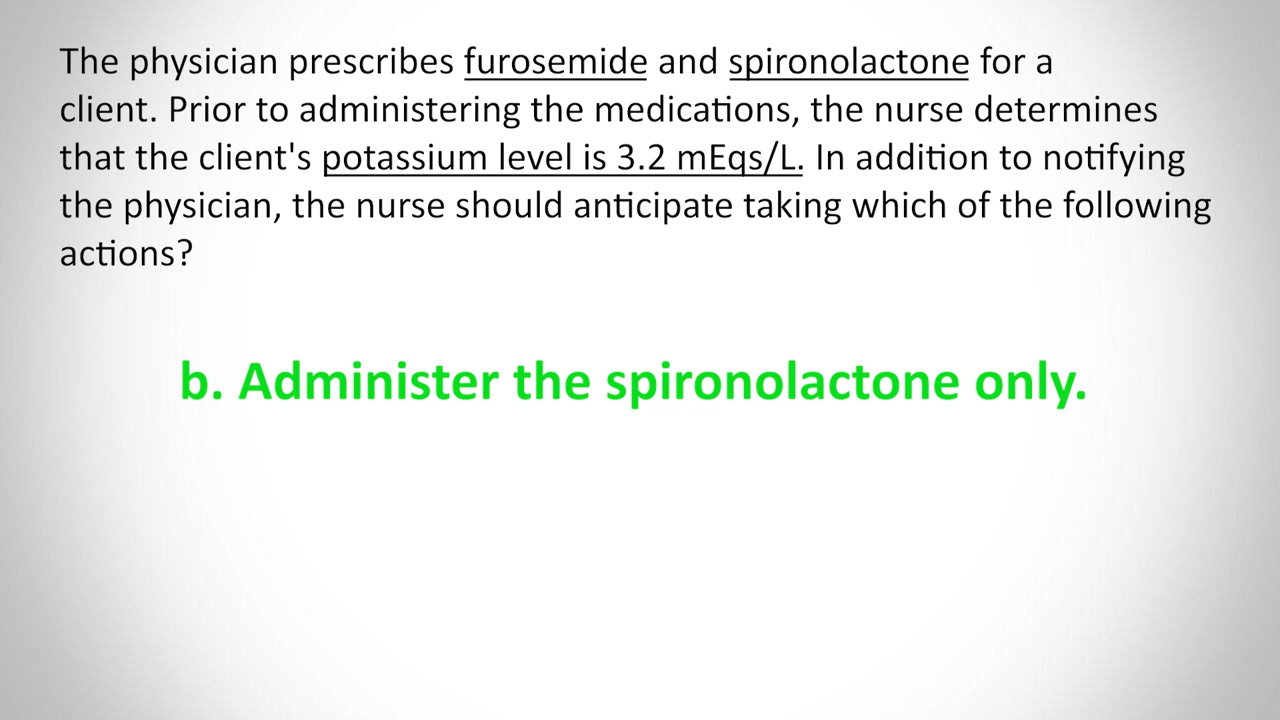 The physician prescribes furosemide and spironolactone for a
client. Prior to administering the medications, the nurse determines
that the client's potassium level is 3.2 mEqs/L. In addition to notifying
the physician, the nurse should anticipate taking which of the following
actions?
b. Administer the spironolactone only.